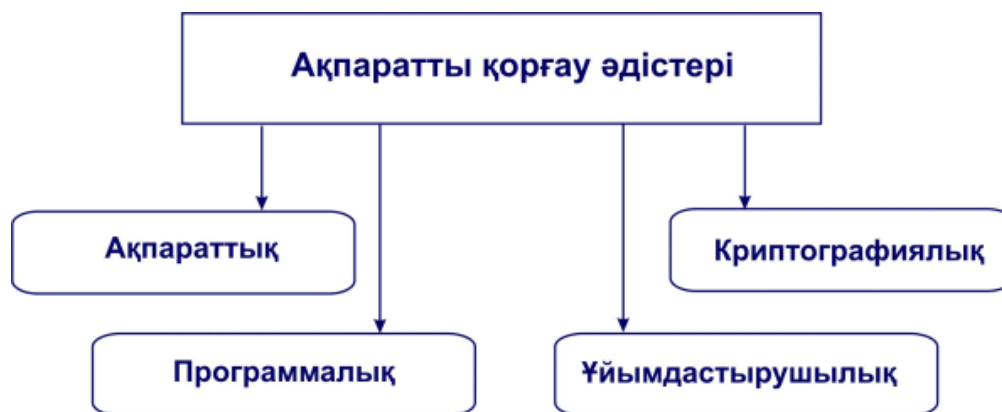 Ақпаратты қорғау әдістері
Ақпараттық
Криптографиялық
Программалық
Ұйымдастырушылық